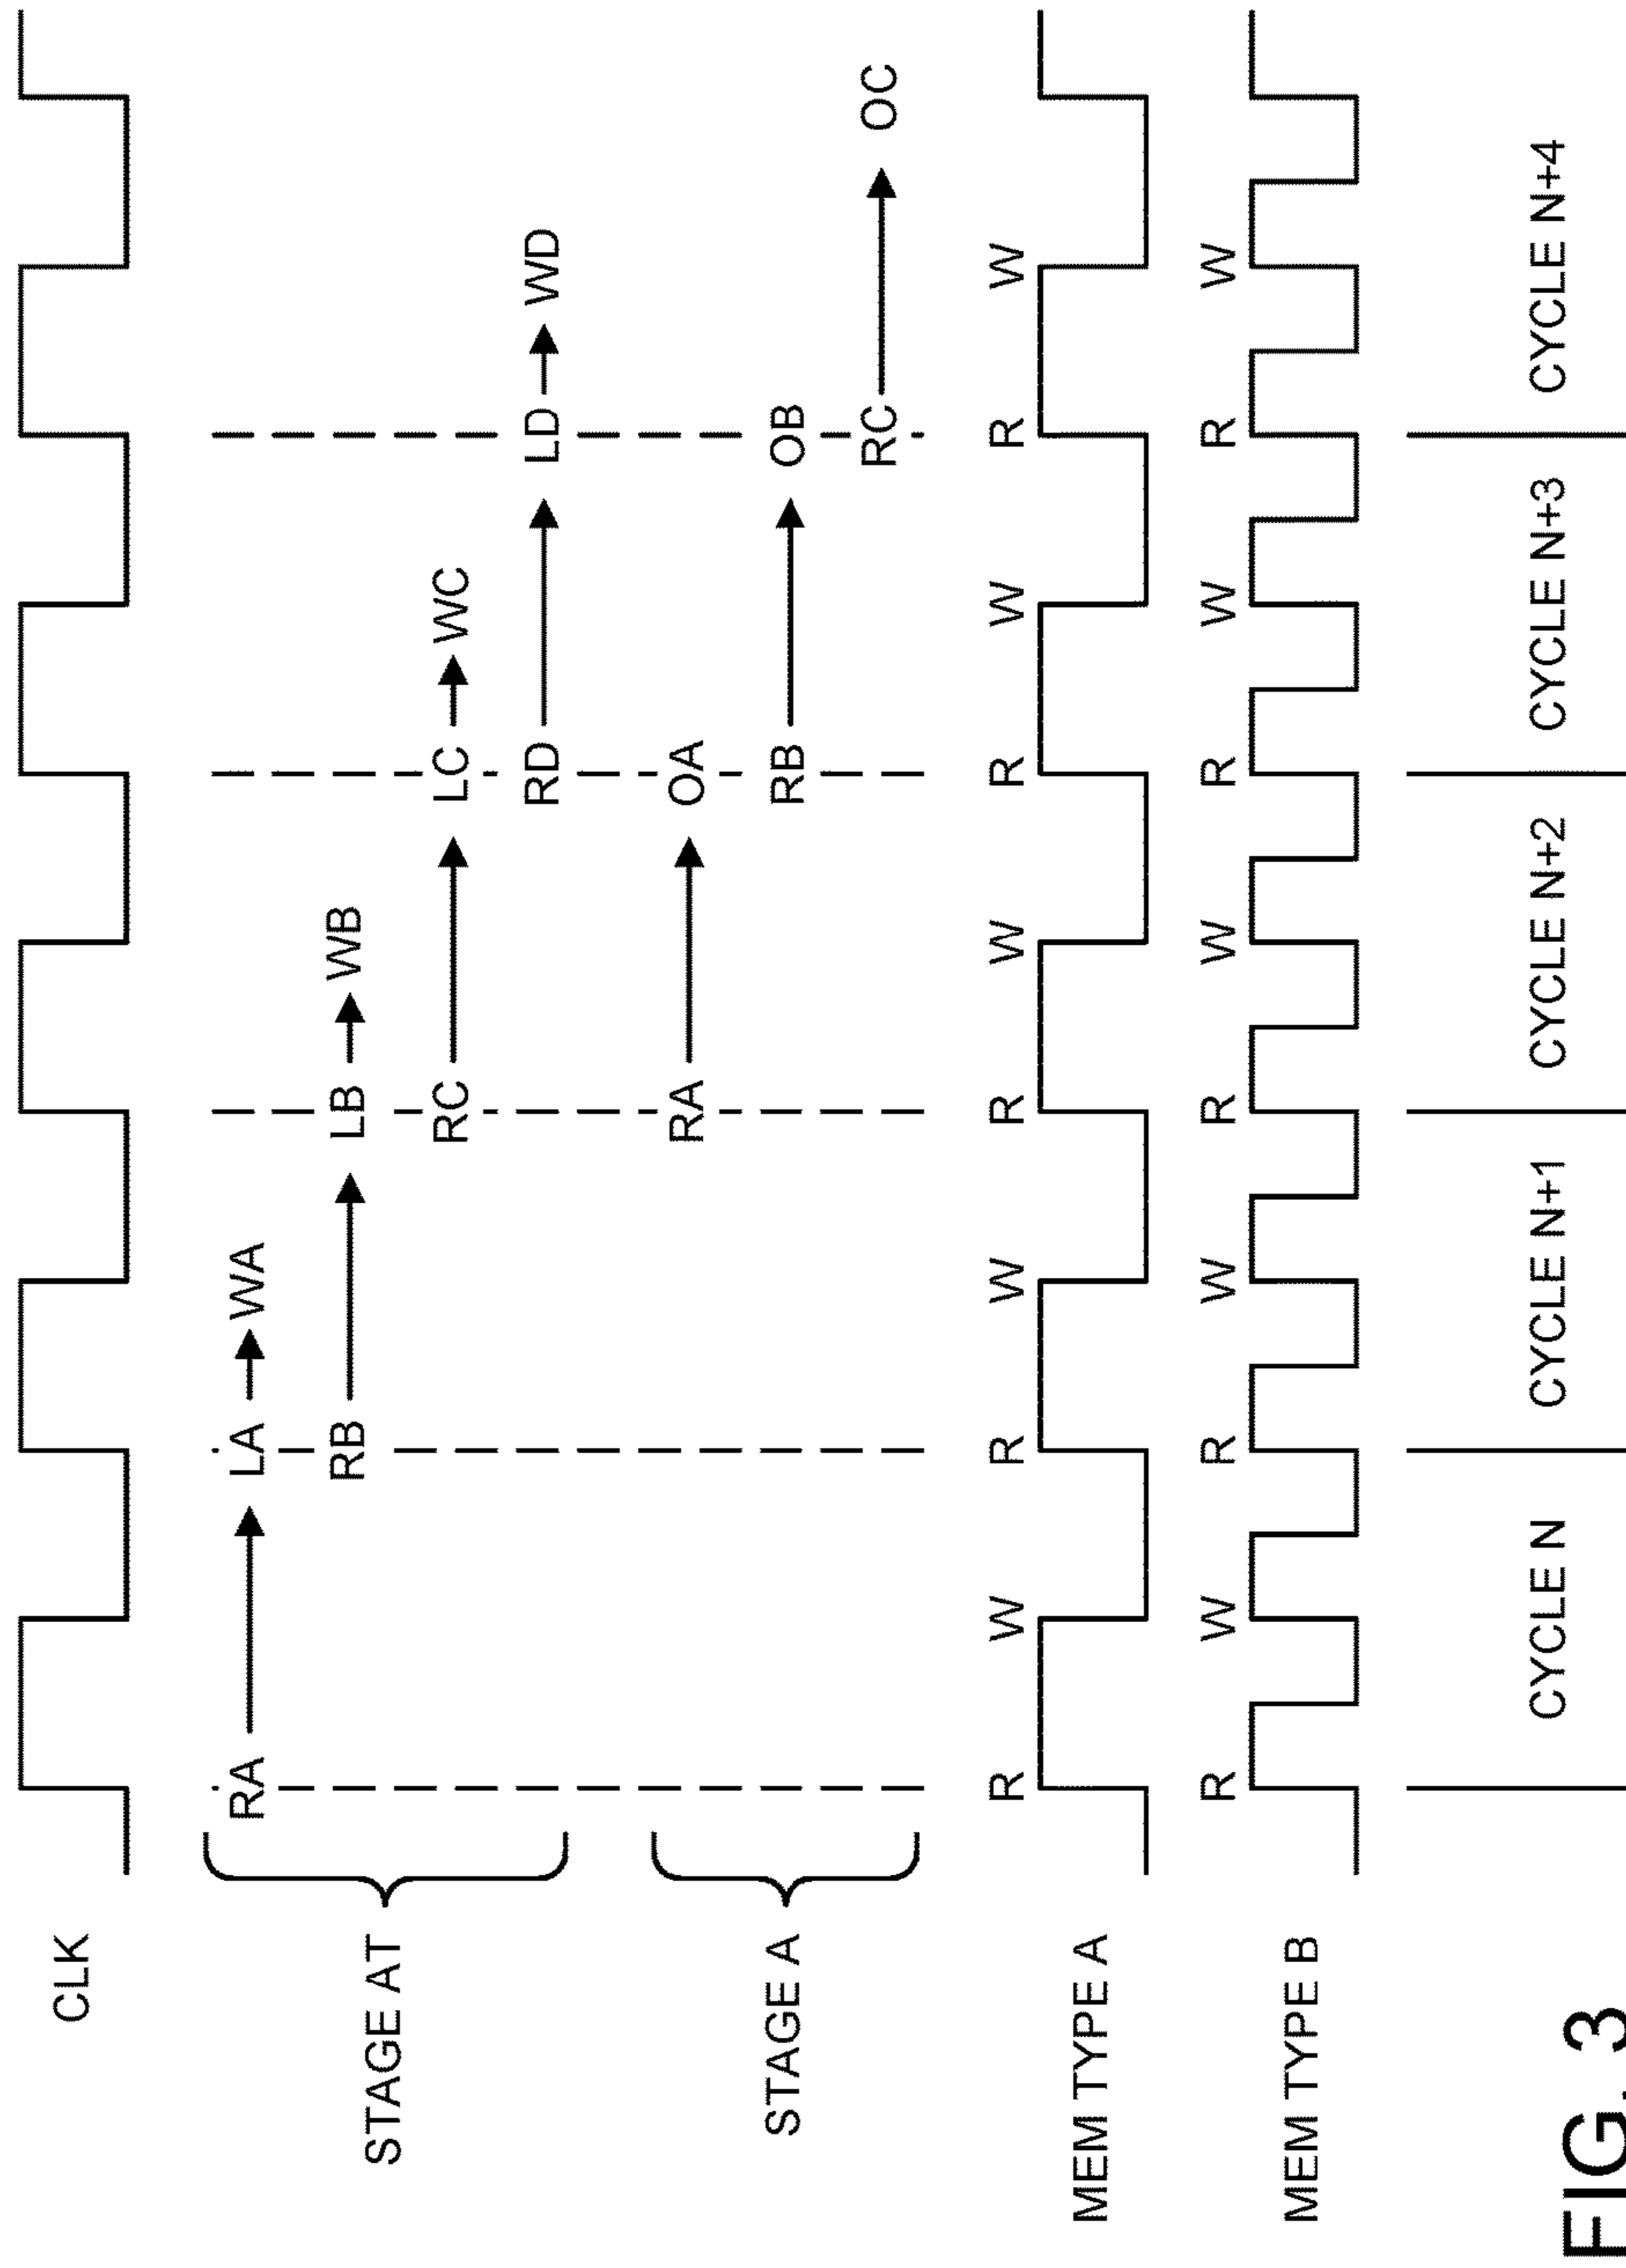 CLK
STAGE AT
RA LA WA
RB LB WB
RC LC WC
RD LD WD
STAGE A
RA OA
RB OB
RC OC
MEM TYPE A
R W R W R W R W R W
MEM TYPE B
R W R W R W R W R W
CYCLE N CYCLE N+1 CYCLE N+2 CYCLE N+3 CYCLE N+4
FIG. 3